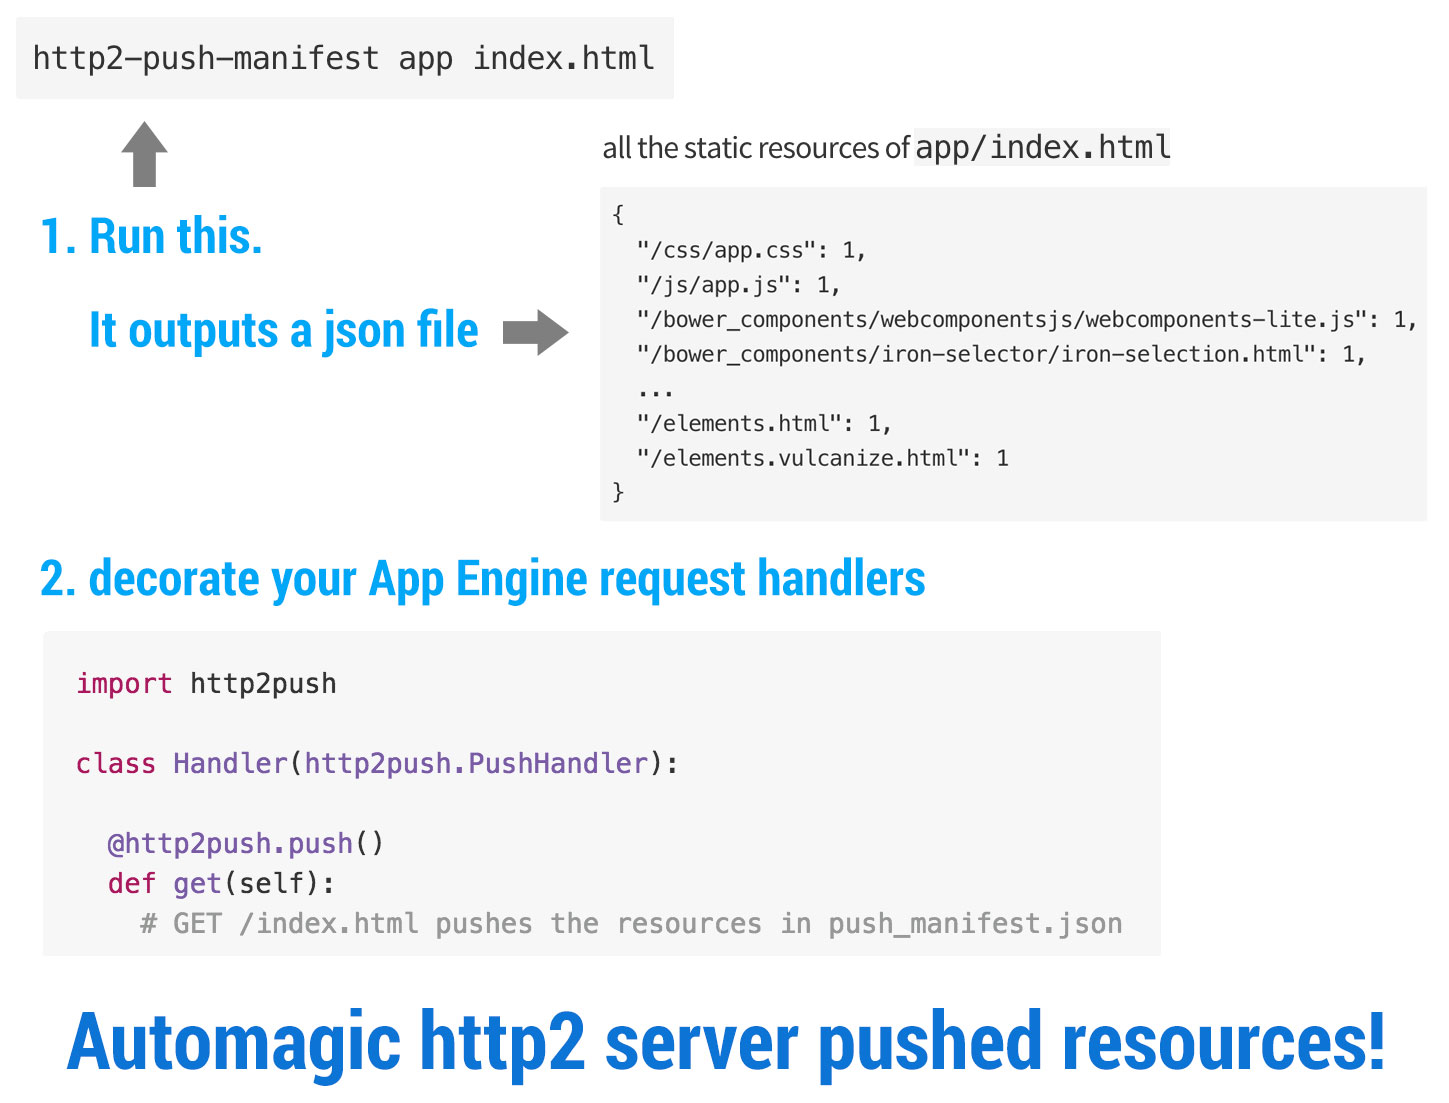 http2-push-manifest app index.html
1. Run this.
It outputs a json file
all the static resources of app/index.html
{
  "/css/app.css": 1,
  "/js/app.js": 1,
  "/bower_components/webcomponentsjs/webcomponents-lite.js": 1,
  "/bower_components/iron-selector/iron-selection.html": 1,
  ...
  "/elements.html": 1,
  "/elements.vulcanize.html": 1
}
2. decorate your App Engine request handlers
import http2push
class Handler(http2push.PushHandler):
  @http2push.push()
  def get(self):
    # GET /index.html pushes the resources in push_manifest.json
Automagic http2 server pushed resources!